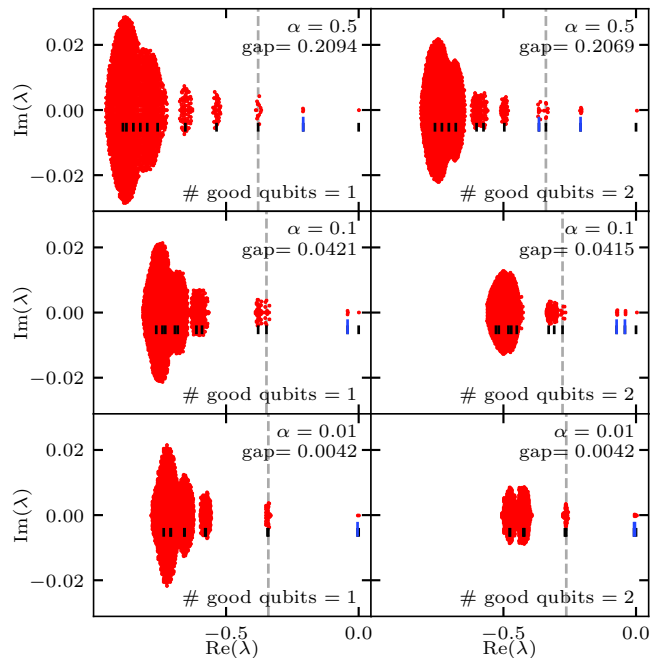 0.02
0.00
−0.02
Im(λ)
α = 0.5
gap= 0.2094
# good qubits = 1
α = 0.5
gap= 0.2069
# good qubits = 2
0.02
0.00
−0.02
Im(λ)
α = 0.1
gap= 0.0421
# good qubits = 1
α = 0.1
gap= 0.0415
# good qubits = 2
0.02
0.00
−0.02
Im(λ)
α = 0.01
gap= 0.0042
# good qubits = 1
α = 0.01
gap= 0.0042
# good qubits = 2
−0.5
0.0
Re(λ)
−0.5
0.0
Re(λ)